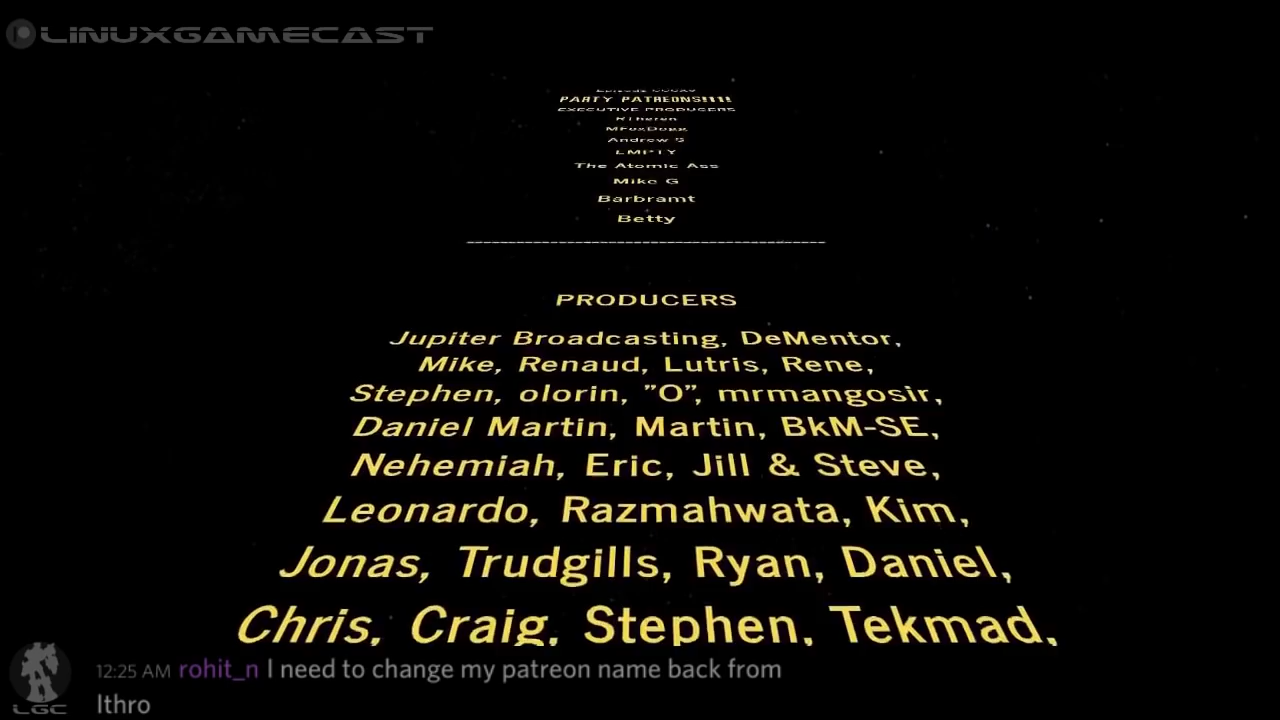 LINUXGAMECAST
PARTY PATREONS!!!!
EXECUTIVE PRODUCERS
RTheren
MFoxDogg
Andrew S
LMPTY
The Atomic Ass
Mike G
Barbramt
Betty
PRODUCERS
Jupiter Broadcasting, DeMentor,
Mike, Renaud, Lutris, Rene,
Stephen, olorin, "O", mrmangosir,
Daniel Martin, Martin, BkM-SE,
Nehemiah, Eric, Jill & Steve,
Leonardo, Razmahwata, Kim,
Jonas, Trudgills, Ryan, Daniel,
Chris, Craig, Stephen, Tekmad,
12:25 AM rohit_n I need to change my patreon name back from
Ithro
LGC